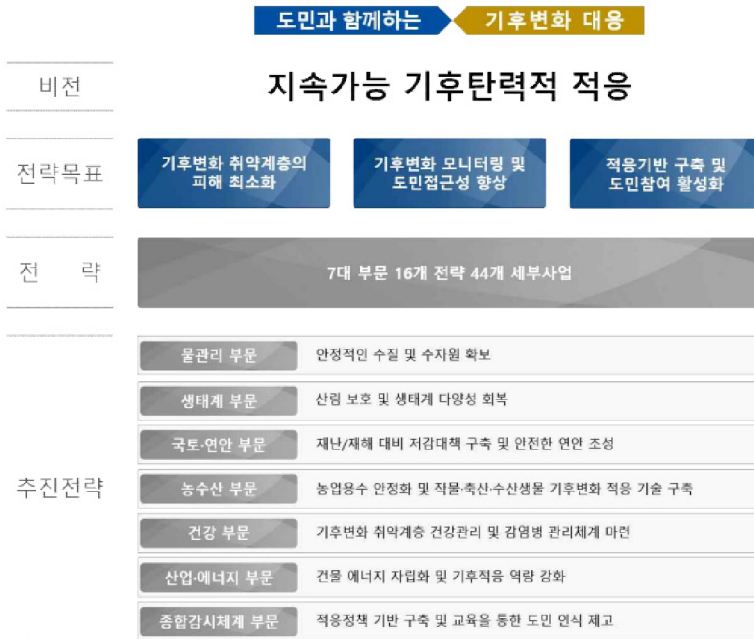 도민과 함께하는 기후변화 대응
비전
지속가능 기후탄력적 적응
전략목표
기후변화 취약계층의
피해 최소화
기후변화 모니터링 및
도민접근성 향상
적응기반 구축 및
도민참여 활성화
전 략
7대 부문 16개 전략 44개 세부사업
추진전략
물관리 부문 안정적인 수질 및 수자원 확보
생태계 부문 산림 보호 및 생태계 다양성 회복
국토·연안 부문 재난/재해 대비 저감대책 구축 및 안전한 연안 조성
농수산 부문 농업용수 안정화 및 작물·축산·수산생물 기후변화 적응 기술 구축
건강 부문 기후변화 취약계층 건강관리 및 감염병 관리체계 마련
산업·에너지 부문 건물 에너지 자립화 및 기후적응 역량 강화
종합감시체계 부문 적응정책 기반 구축 및 교육을 통한 도민 인식 제고